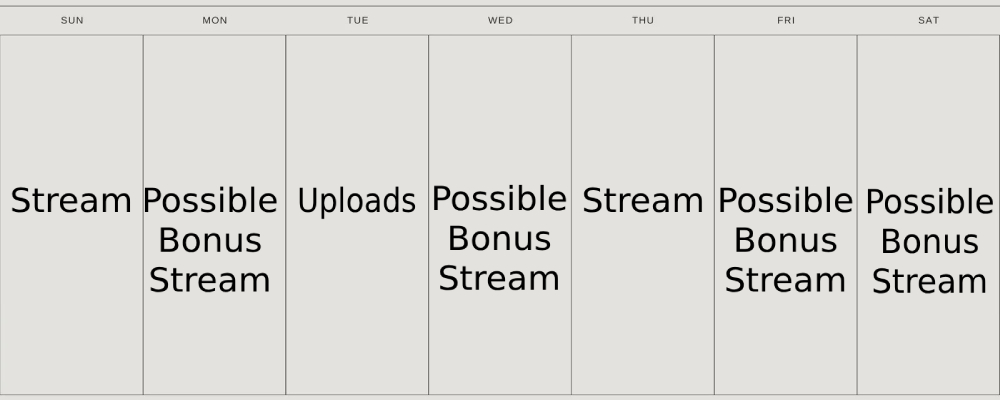 SUN MON TUE WED THU FRI SAT
Stream
Possible
Bonus
Stream
Uploads
Possible
Bonus
Stream
Stream
Possible
Bonus
Stream
Possible
Bonus
Stream